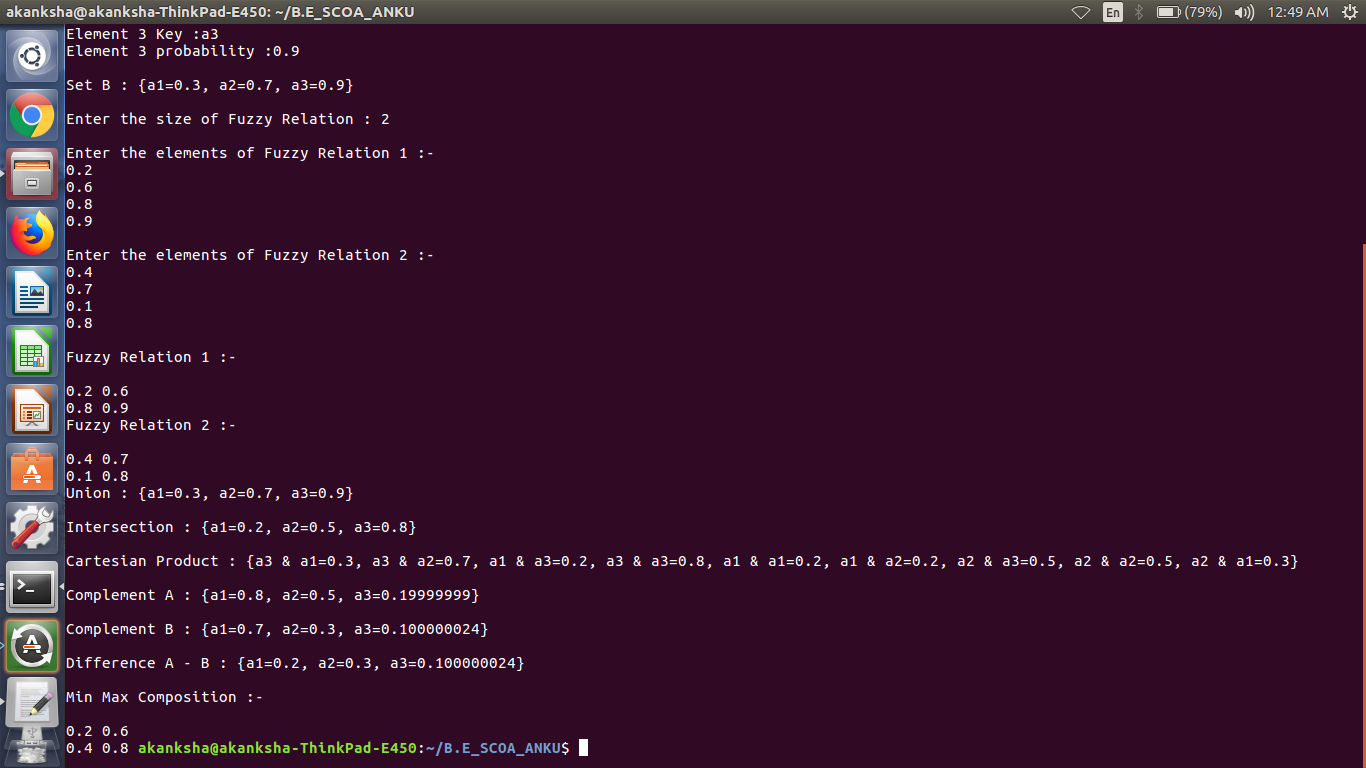 akanksha@akanksha-ThinkPad-E450: ~/B.E_SCOA_ANKU
En (79%) 12:49 AM
Element 3 Key :a3
Element 3 probability :0.9
Set B : {a1=0.3, a2=0.7, a3=0.9}
Enter the size of Fuzzy Relation : 2
Enter the elements of Fuzzy Relation 1 :-
0.2
0.6
0.8
0.9
Enter the elements of Fuzzy Relation 2 :-
0.4
0.7
0.1
0.8
Fuzzy Relation 1 :-
0.2 0.6
0.8 0.9
Fuzzy Relation 2 :-
0.4 0.7
0.1 0.8
Union : {a1=0.3, a2=0.7, a3=0.9}
Intersection : {a1=0.2, a2=0.5, a3=0.8}
Cartesian Product : {a3 & a1=0.3, a3 & a2=0.7, a1 & a3=0.2, a3 & a3=0.8, a1 & a1=0.2, a1 & a2=0.2, a2 & a3=0.5, a2 & a2=0.5, a2 & a1=0.3}
Complement A : {a1=0.8, a2=0.5, a3=0.19999999}
Complement B : {a1=0.7, a2=0.3, a3=0.100000024}
Difference A - B : {a1=0.2, a2=0.3, a3=0.100000024}
Min Max Composition :-
0.2 0.6
0.4 0.8 akanksha@akanksha-ThinkPad-E450:~/B.E_SCOA_ANKU$